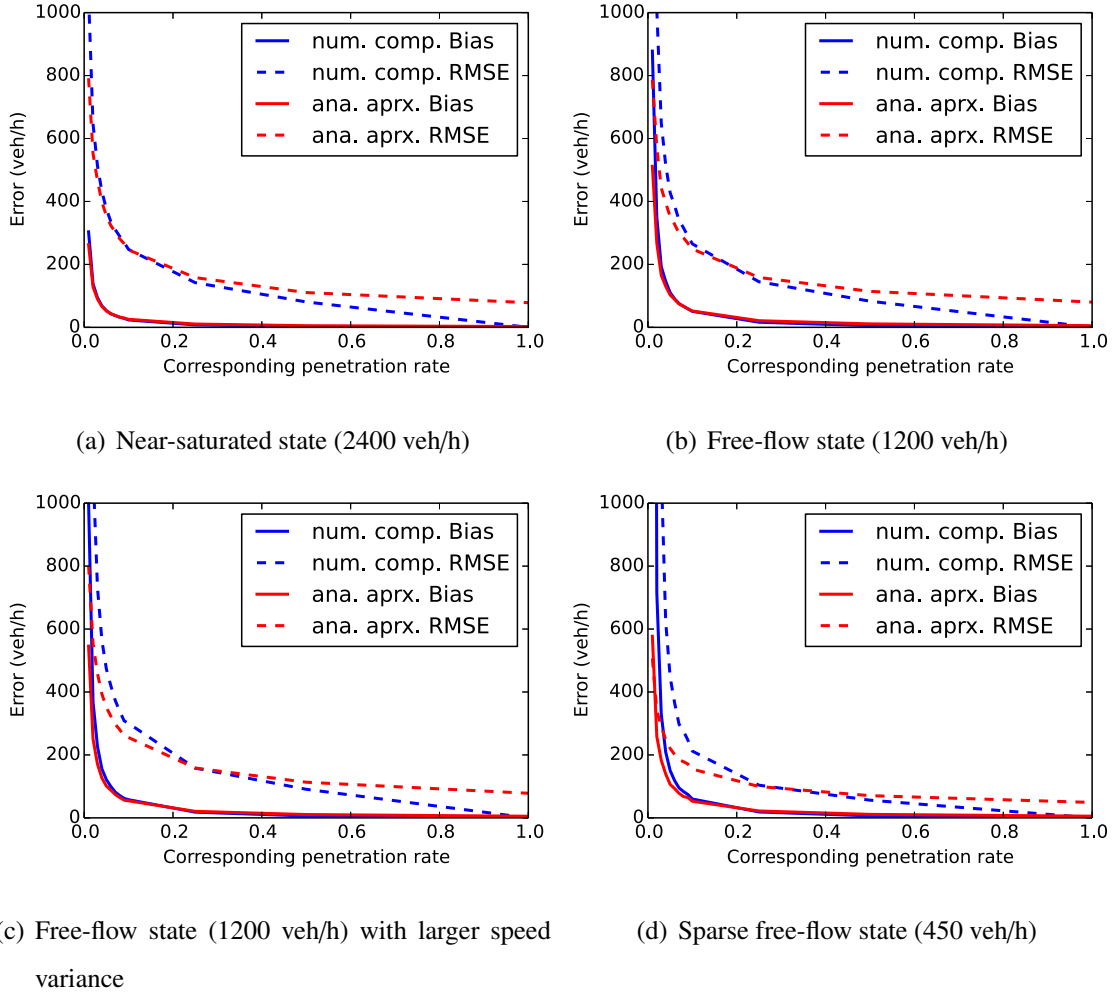 1000
800
600
400
200
0
0.0 0.2 0.4 0.6 0.8 1.0
Error (veh/h)
Corresponding penetration rate
num. comp. Bias
num. comp. RMSE
ana. aprx. Bias
ana. aprx. RMSE
(a) Near-saturated state (2400 veh/h)
1000
800
600
400
200
0
0.0 0.2 0.4 0.6 0.8 1.0
Error (veh/h)
Corresponding penetration rate
num. comp. Bias
num. comp. RMSE
ana. aprx. Bias
ana. aprx. RMSE
(b) Free-flow state (1200 veh/h)
1000
800
600
400
200
0
0.0 0.2 0.4 0.6 0.8 1.0
Error (veh/h)
Corresponding penetration rate
num. comp. Bias
num. comp. RMSE
ana. aprx. Bias
ana. aprx. RMSE
(c) Free-flow state (1200 veh/h) with larger speed
variance
1000
800
600
400
200
0
0.0 0.2 0.4 0.6 0.8 1.0
Error (veh/h)
Corresponding penetration rate
num. comp. Bias
num. comp. RMSE
ana. aprx. Bias
ana. aprx. RMSE
(d) Sparse free-flow state (450 veh/h)